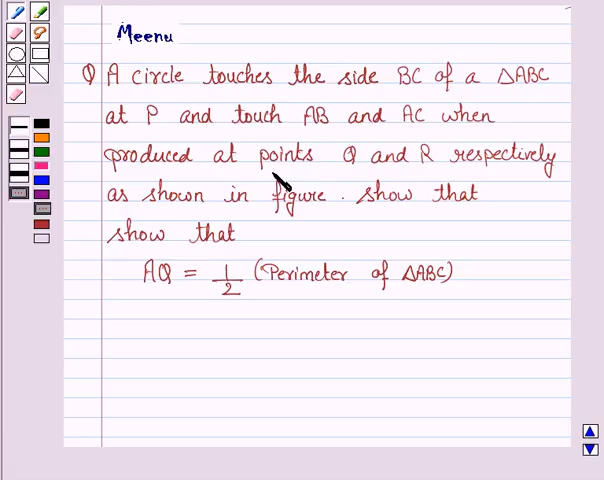 Meenu
Q A circle touches the side BC of a △ABC
at P and touch AB and AC when
produced at points Q and R respectively
as shown in figure. show that
show that
AQ = 1/2 (Perimeter of △ABC)